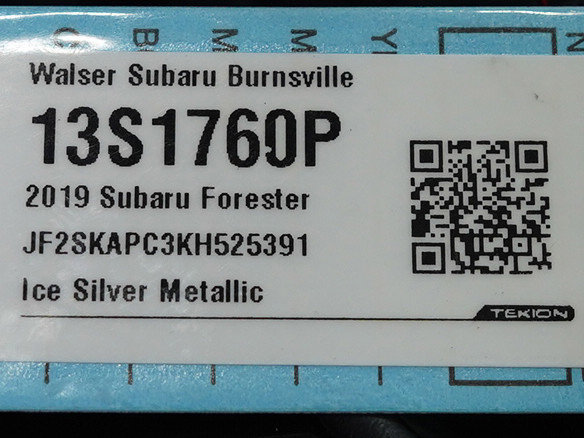 C B M M Y N
Walser Subaru Burnsville
13S1760P
2019 Subaru Forester
JF2SKAPC3KH525391
Ice Silver Metallic
TEKION